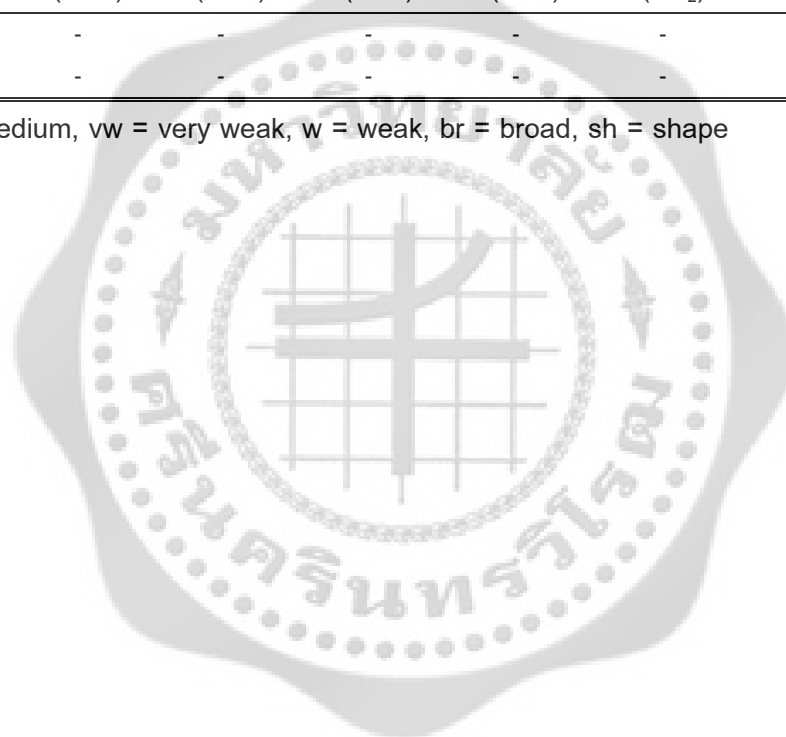 - - - - -
- - - - -
edium, vw = very weak, w = weak, br = broad, sh = shape
มหาวิทยาลัย
ศรีนครินทรวิโรฒ